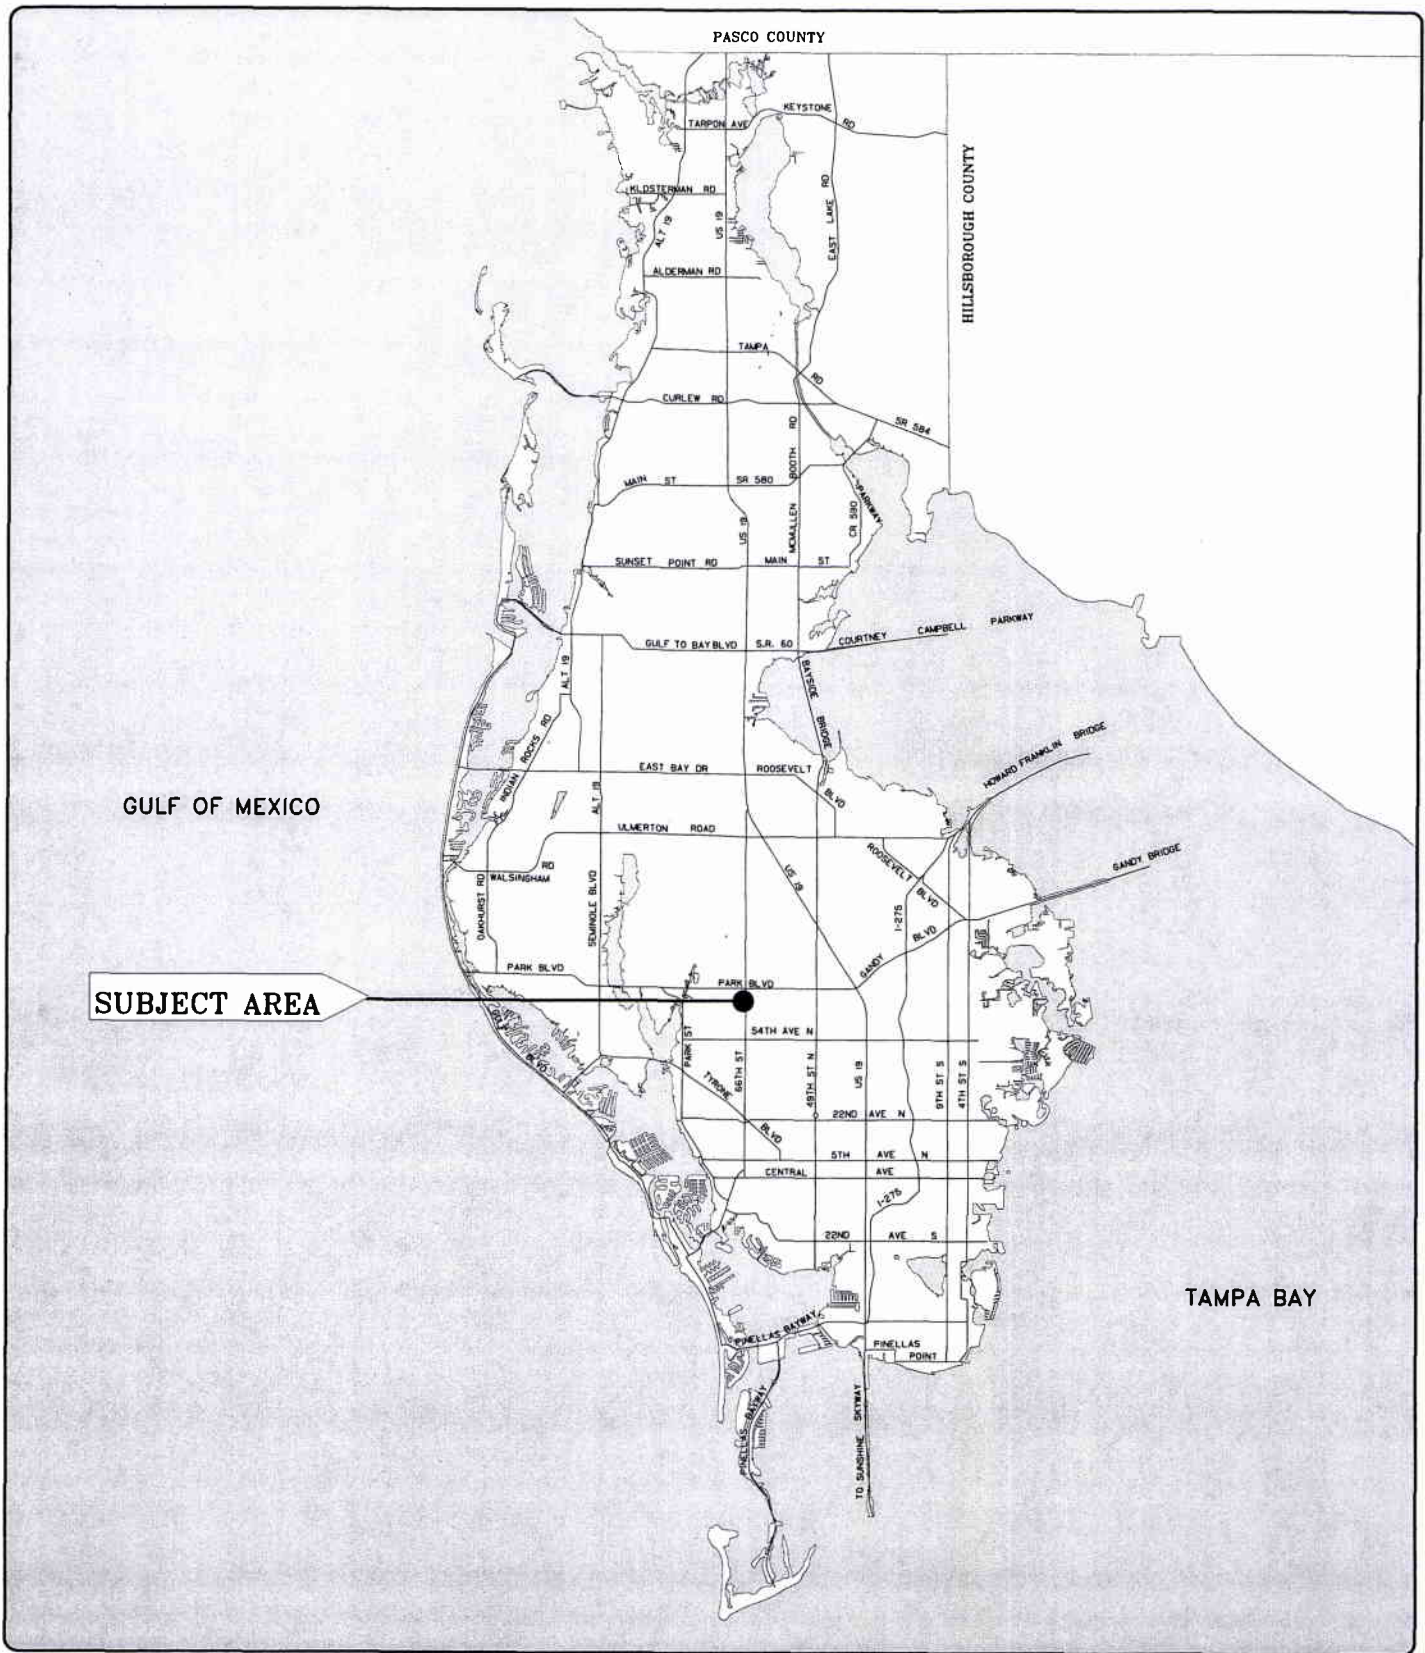 PASCO COUNTY
KEYSTONE RD
TARPON AVE
HILLSBOROUGH COUNTY
KLOSTERMAN RD
ALT 19
US 19
EAST LAKE RD
ALDERMAN RD
TAMPA RD
CURLEW RD
SR 584
MAIN ST
SR 580
MCMULLEN BOOTH RD
PARKWAY
CR 590
US 19
SUNSET POINT RD
MAIN ST
GULF TO BAY BLVD
S.R. 60
COURTNEY CAMPBELL PARKWAY
ALT 19
BAYSIDE BRIDGE
INDIAN ROCKS RD
HOWARD FRANKLIN BRIDGE
EAST BAY DR
ROOSEVELT BLVD
ALT 19
GULF OF MEXICO
ULMERTON ROAD
WALSINGHAM RD
US 19
ROOSEVELT BLVD
GANDY BRIDGE
OAKHURST RD
SEMINOLE BLVD
I-275
GANDY BLVD
PARK BLVD
PARK BLVD
SUBJECT AREA
GULF BLVD
54TH AVE N
PARK ST
66TH ST
TYRONE BLVD
49TH ST N
US 19
9TH ST S
4TH ST S
22ND AVE N
5TH AVE N
CENTRAL AVE
I-275
22ND AVE S
TAMPA BAY
PINELLAS BAYWAY
PINELLAS POINT
PINELLAS BAYWAY
TO SUNSHINE SKYWAY